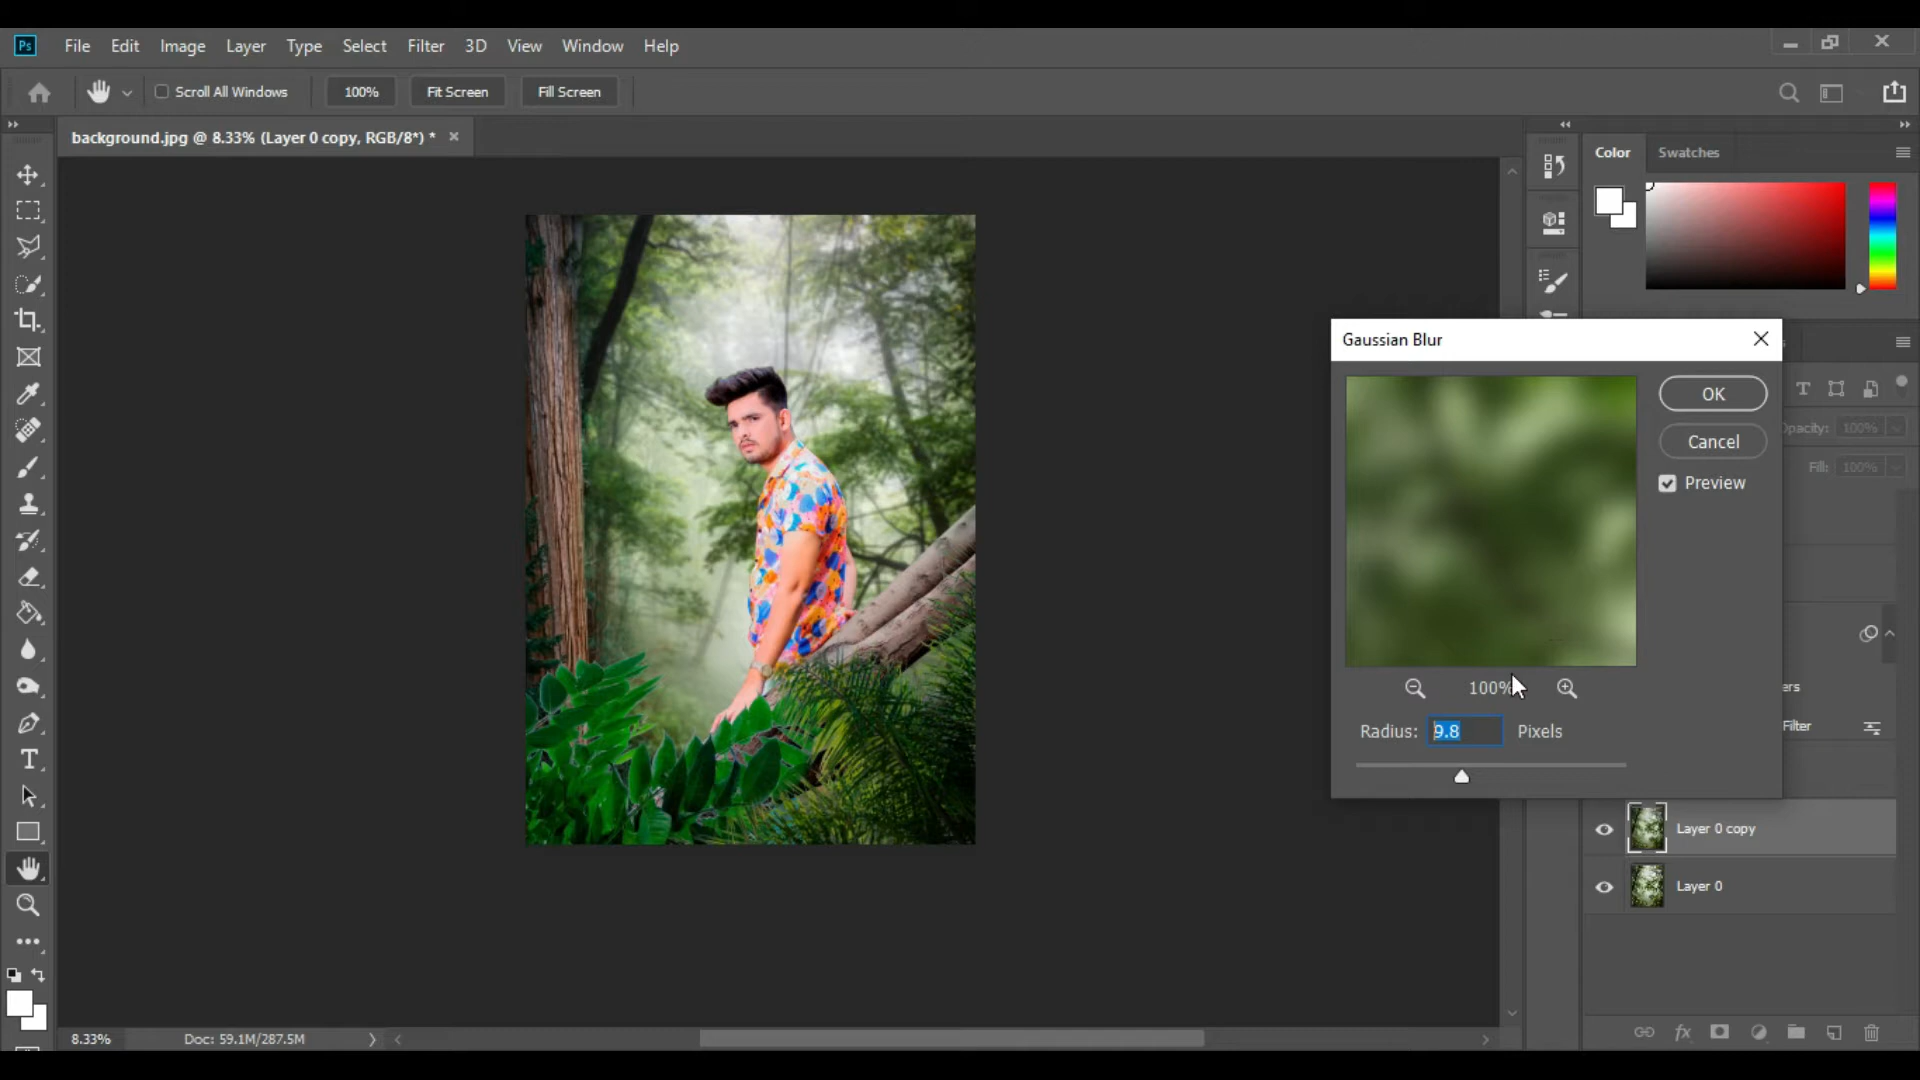 Ps File Edit Image Layer Type Select Filter 3D View Window Help
Scroll All Windows 100% Fit Screen Fill Screen
background.jpg @ 8.33% (Layer 0 copy, RGB/8*) *
Color Swatches
Gaussian Blur
OK
Cancel
Preview
Opacity: 100%
Fill: 100%
100%
Radius: 9.8 Pixels
ers
Filter
Layer 0 copy
Layer 0
8.33% Doc: 59.1M/287.5M